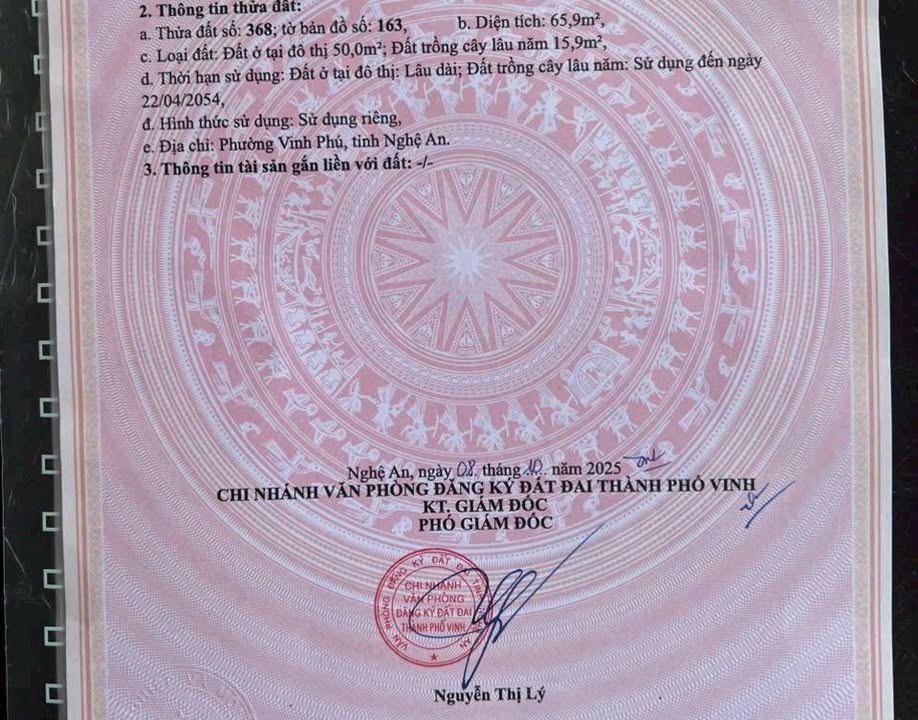 2. Thông tin thửa đất:
a. Thửa đất số: 368; tờ bản đồ số: 163, b. Diện tích: 65,9m²,
c. Loại đất: Đất ở tại đô thị 50,0m²; Đất trồng cây lâu năm 15,9m²,
d. Thời hạn sử dụng: Đất ở tại đô thị: Lâu dài; Đất trồng cây lâu năm: Sử dụng đến ngày
22/04/2054,
đ. Hình thức sử dụng: Sử dụng riêng,
e. Địa chỉ: Phường Vinh Phú, tỉnh Nghệ An.
3. Thông tin tài sản gắn liền với đất: -/-
Nghệ An, ngày 08 tháng 10 năm 2025
CHI NHÁNH VĂN PHÒNG ĐĂNG KÝ ĐẤT ĐAI THÀNH PHỐ VINH
KT. GIÁM ĐỐC
PHÓ GIÁM ĐỐC
VĂN PHÒNG ĐĂNG KÝ ĐẤT ĐAI
CHI NHÁNH
VĂN PHÒNG
ĐĂNG KÝ ĐẤT ĐAI
THÀNH PHỐ VINH
Nguyễn Thị Lý